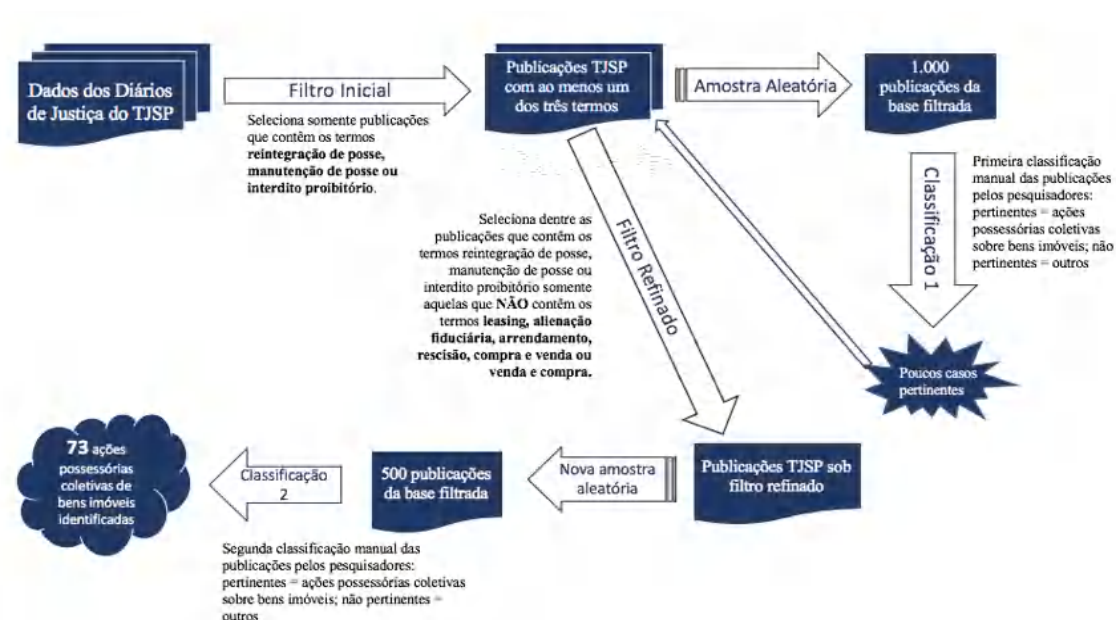 Dados dos Diários
de Justiça do TJSP
Filtro Inicial
Seleciona somente publicações
que contêm os termos
reintegração de posse,
manutenção de posse ou
interdito proibitório.
Publicações TJSP
com ao menos um
dos três termos
Amostra Aleatória
1.000
publicações da
base filtrada
Classificação 1
Primeira classificação
manual das publicações
pelos pesquisadores:
pertinentes = ações
possessórias coletivas
sobre bens imóveis; não
pertinentes = outros
Poucos casos
pertinentes
Filtro Refinado
Seleciona dentre as
publicações que contêm os
termos reintegração de posse,
manutenção de posse ou
interdito proibitório somente
aquelas que NÃO contêm os
termos leasing, alienação
fiduciária, arrendamento,
rescisão, compra e venda ou
venda e compra.
Publicações TJSP sob
filtro refinado
Nova amostra
aleatória
500 publicações
da base filtrada
Classificação
2
Segunda classificação manual das
publicações pelos pesquisadores:
pertinentes = ações possessórias coletivas
sobre bens imóveis; não pertinentes =
outros
73 ações
possessórias
coletivas de
bens imóveis
identificadas